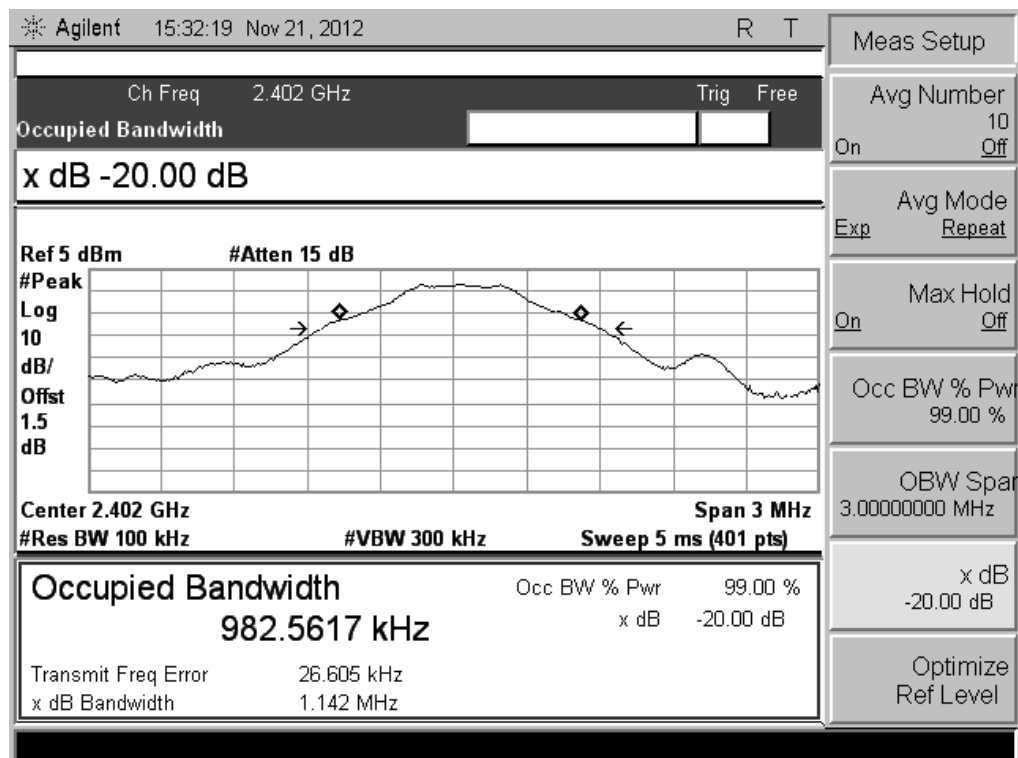 Agilent 15:32:19 Nov 21, 2012 R T
Ch Freq 2.402 GHz Trig Free
Occupied Bandwidth
x dB -20.00 dB
Ref 5 dBm #Atten 15 dB
#Peak
Log
10
dB/
Offst
1.5
dB
Center 2.402 GHz Span 3 MHz
#Res BW 100 kHz #VBW 300 kHz Sweep 5 ms (401 pts)
Occupied Bandwidth Occ BW % Pwr 99.00 %
982.5617 kHz x dB -20.00 dB
Transmit Freq Error 26.605 kHz
x dB Bandwidth 1.142 MHz
Meas Setup
Avg Number
10
On Off
Avg Mode
Exp Repeat
Max Hold
On Off
Occ BW % Pwr
99.00 %
OBW Span
3.00000000 MHz
x dB
-20.00 dB
Optimize
Ref Level